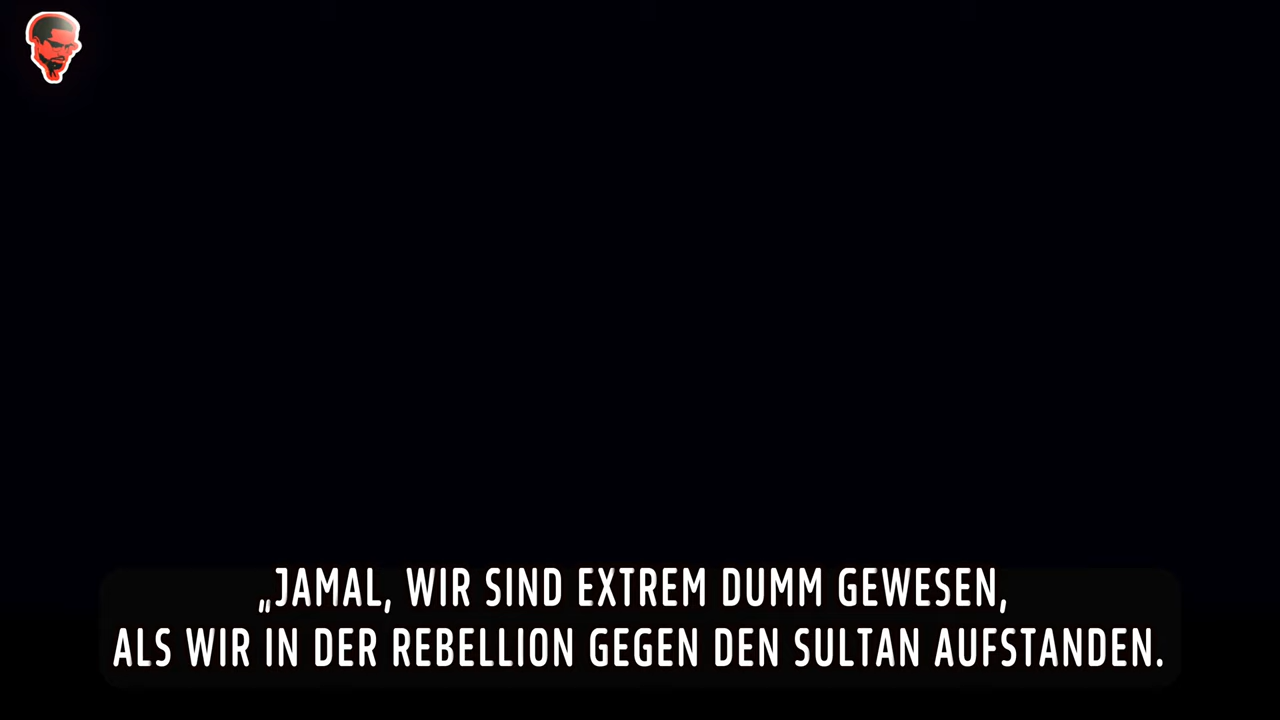 „JAMAL, WIR SIND EXTREM DUMM GEWESEN,
ALS WIR IN DER REBELLION GEGEN DEN SULTAN AUFSTANDEN.